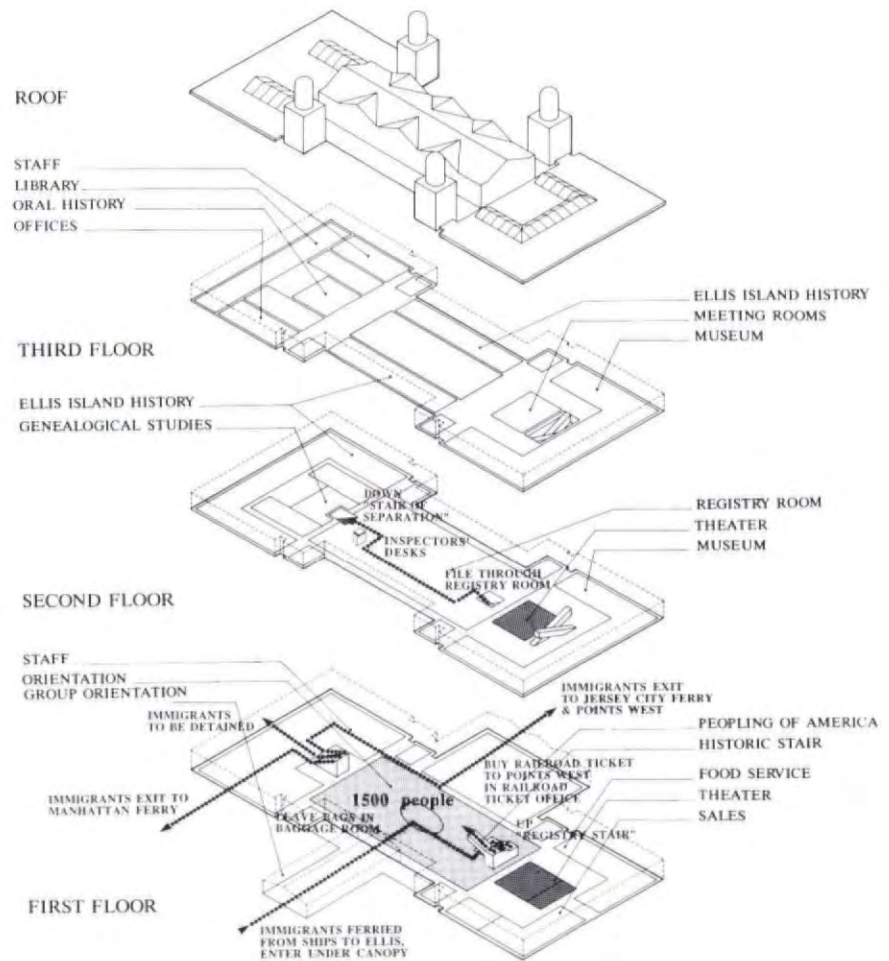 ROOF
STAFF
LIBRARY
ORAL HISTORY
OFFICES
THIRD FLOOR
ELLIS ISLAND HISTORY
MEETING ROOMS
MUSEUM
ELLIS ISLAND HISTORY
GENEALOGICAL STUDIES
DOWN
"STAIR OF
SEPARATION"
INSPECTORS'
DESKS
FILE THROUGH
REGISTRY ROOM
REGISTRY ROOM
THEATER
MUSEUM
SECOND FLOOR
STAFF
ORIENTATION
GROUP ORIENTATION
IMMIGRANTS
TO BE DETAINED
IMMIGRANTS EXIT
TO JERSEY CITY FERRY
& POINTS WEST
PEOPLING OF AMERICA
HISTORIC STAIR
FOOD SERVICE
THEATER
SALES
BUY RAILROAD TICKET
TO POINTS WEST
IN RAILROAD
TICKET OFFICE
1500 people
IMMIGRANTS EXIT TO
MANHATTAN FERRY
LEAVE BAGS IN
BAGGAGE ROOM
UP
"REGISTRY STAIR"
FIRST FLOOR
IMMIGRANTS FERRIED
FROM SHIPS TO ELLIS,
ENTER UNDER CANOPY